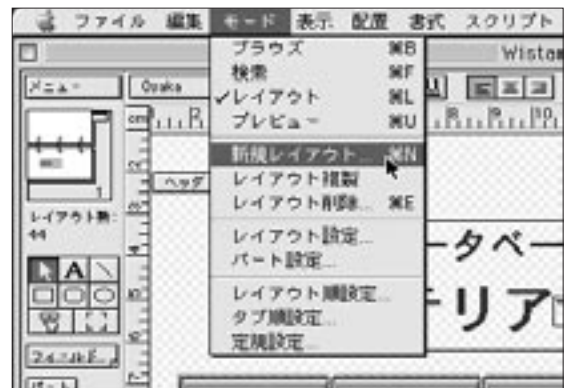 ファイル 編集 モード 表示 配置 書式 スクリプト
Wista
メニュー
Osaka
ブラウズ ⌘B
検索 ⌘F
✓レイアウト ⌘L
プレビュー ⌘U
新規レイアウト... ⌘N
レイアウト複製
レイアウト削除... ⌘E
レイアウト設定...
パート設定...
レイアウト順設定...
タブ順設定...
定規設定...
cm
ヘッダ
1
レイアウト数:
44
A
フィールド
パート
タベー
テリア